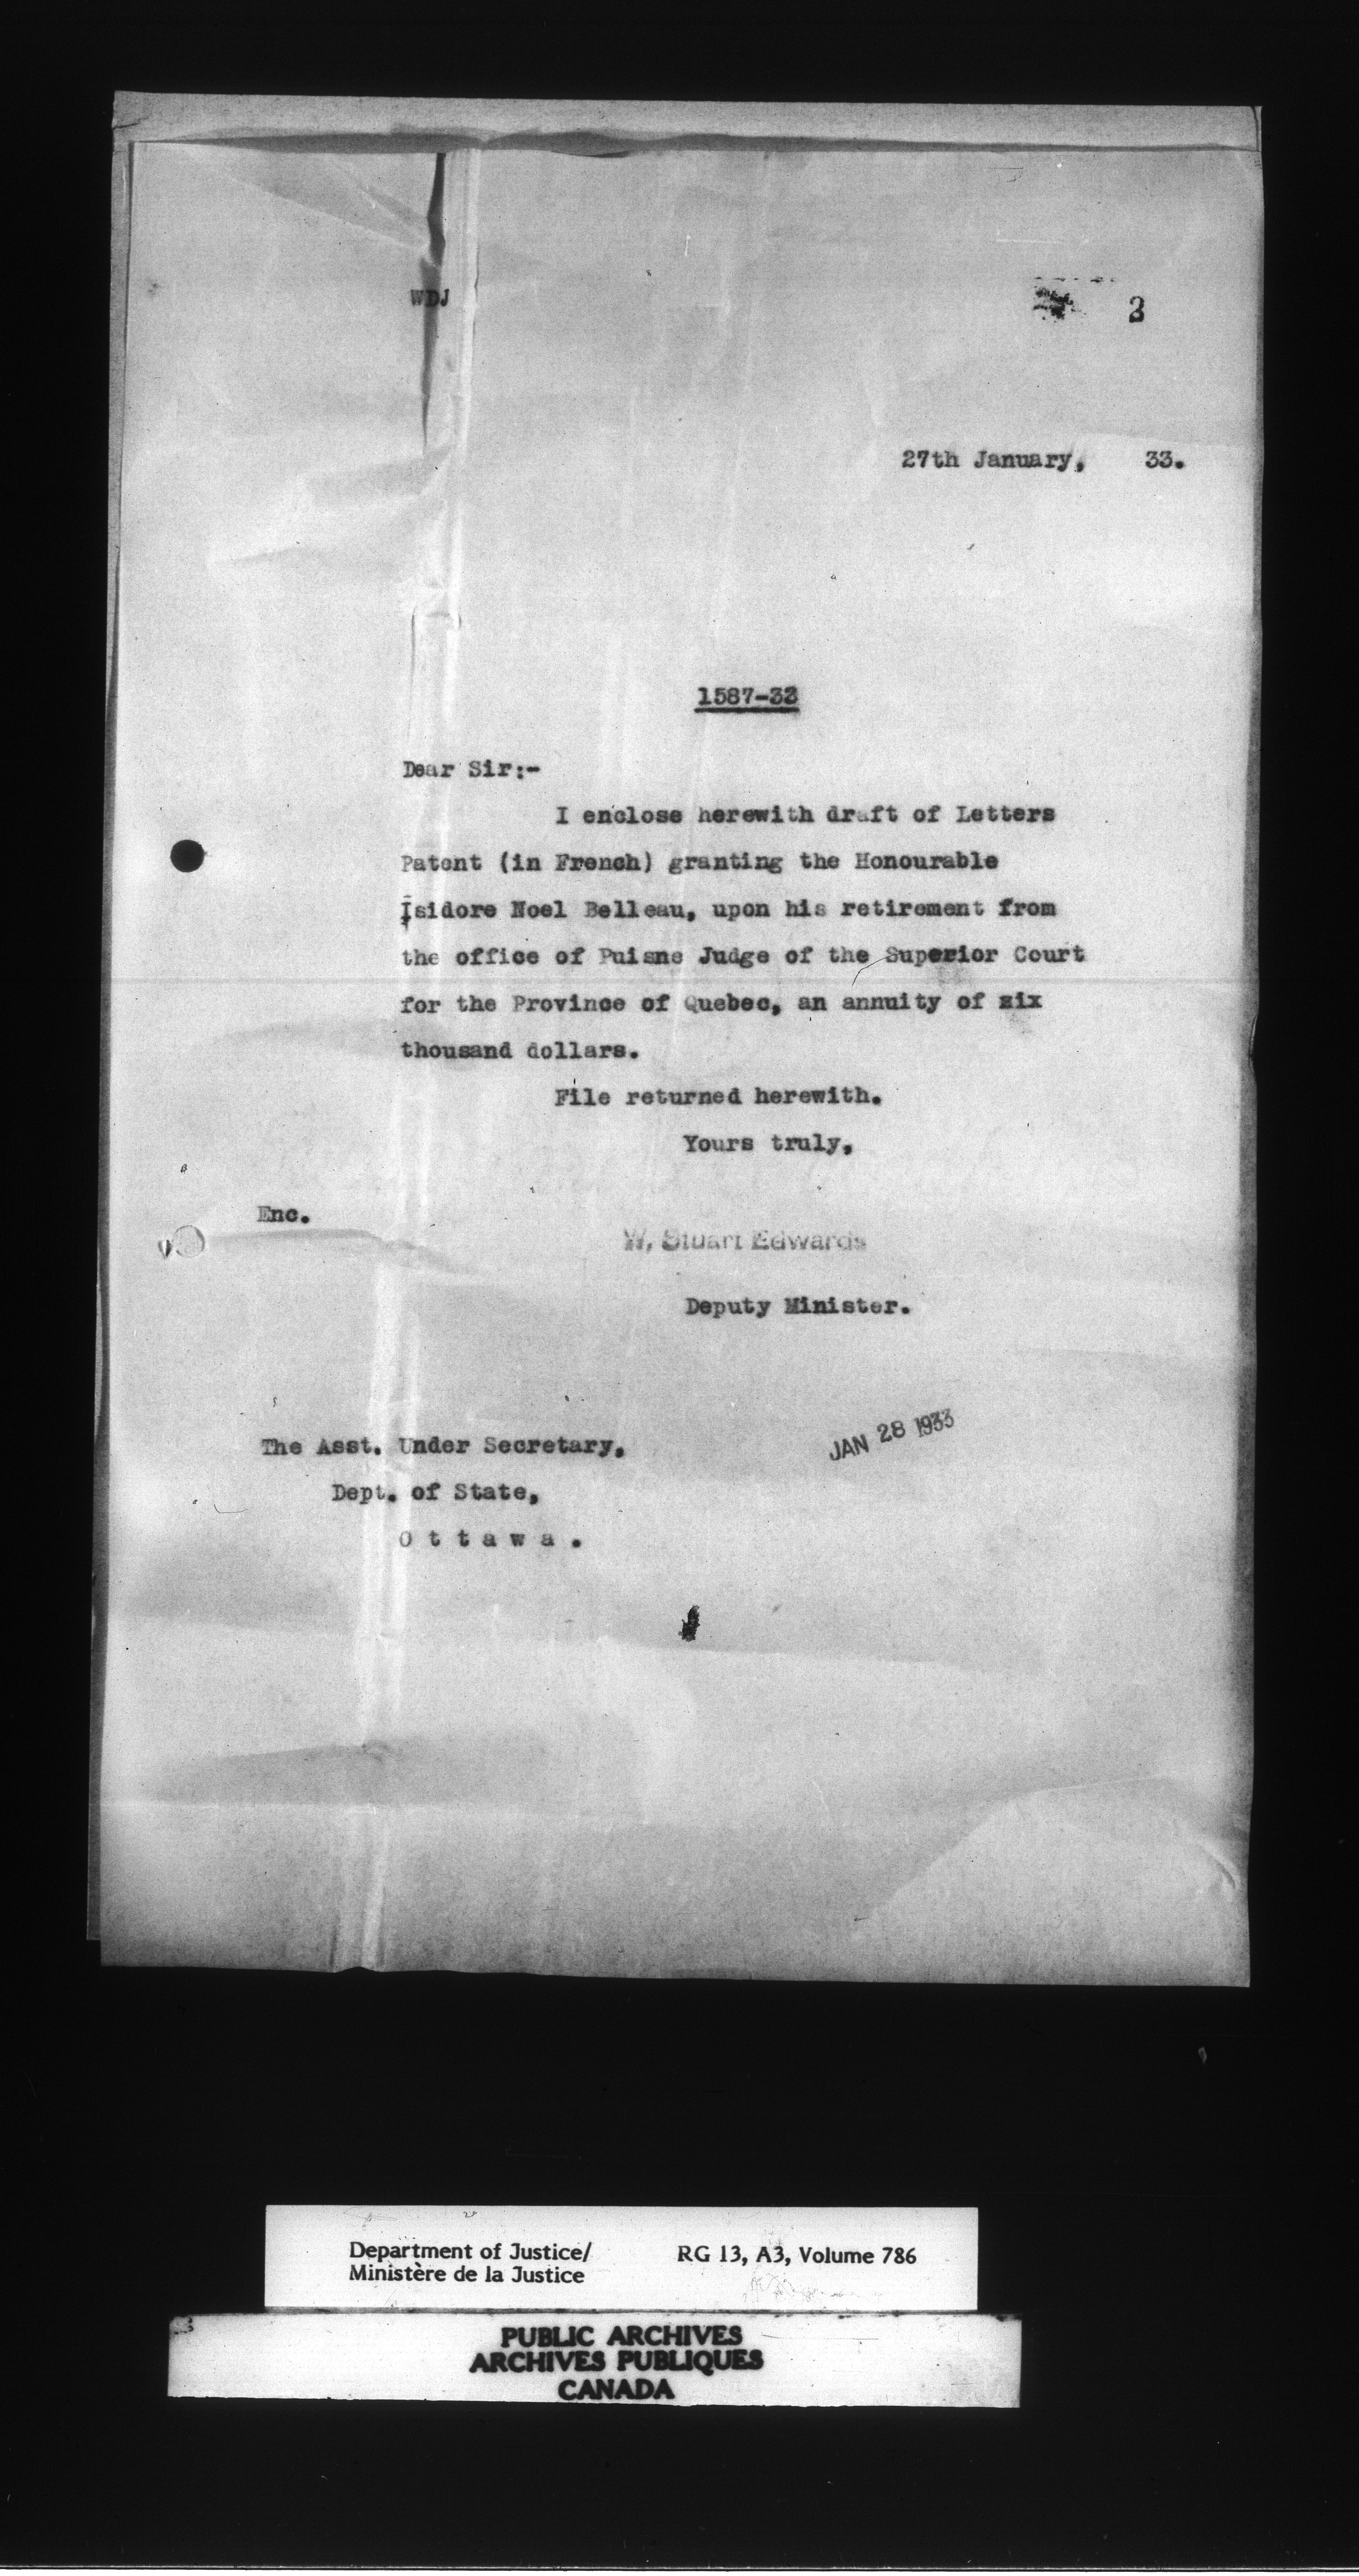 WDJ
3
27th January, 33.
1587-33
Dear Sir:-
I enclose herewith draft of Letters
Patent (in French) granting the Honourable
Isidore Noel Belleau, upon his retirement from
the office of Puisne Judge of the Superior Court
for the Province of Quebec, an annuity of six
thousand dollars.
File returned herewith.
Yours truly,
Enc.
W. Stuart Edwards
Deputy Minister.
The Asst. Under Secretary,
JAN 28 1933
Dept. of State,
O t t a w a .
Department of Justice/ RG 13, A3, Volume 786
Ministère de la Justice
PUBLIC ARCHIVES
ARCHIVES PUBLIQUES
CANADA